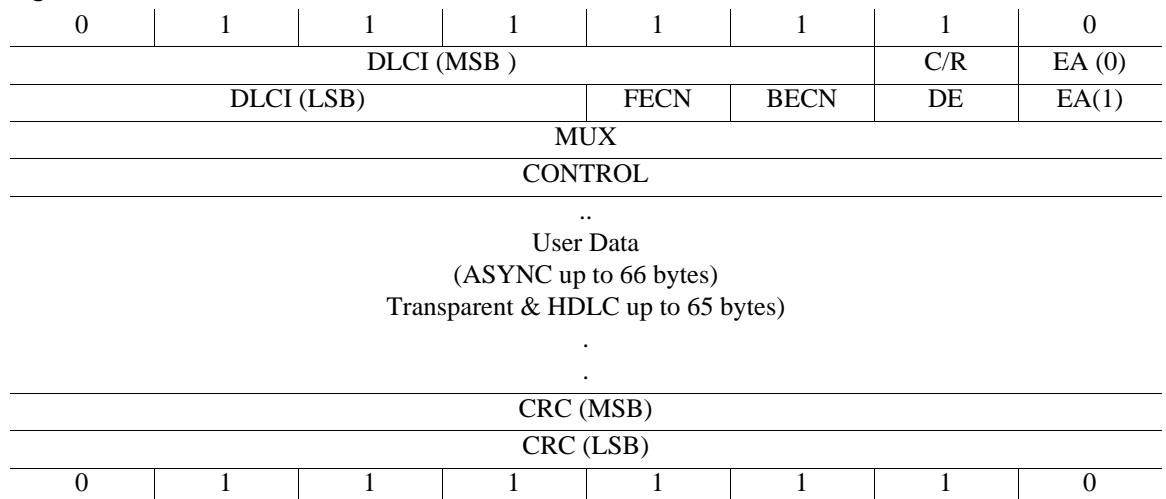 0 1 1 1 1 1 1 0
DLCI (MSB ) C/R EA (0)
DLCI (LSB) FECN BECN DE EA(1)
MUX
CONTROL
..
User Data
(ASYNC up to 66 bytes)
Transparent & HDLC up to 65 bytes)
.
.
CRC (MSB)
CRC (LSB)
0 1 1 1 1 1 1 0